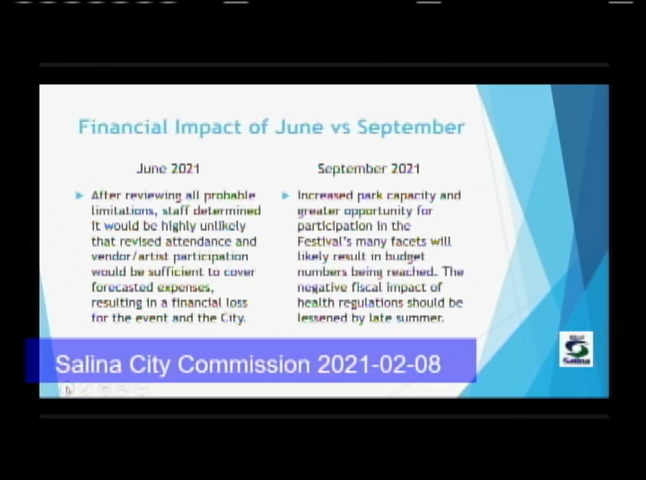 Financial Impact of June vs September
June 2021
After reviewing all probable
limitations, staff determined
it would be highly unlikely
that revised attendance and
vendor/artist participation
would be sufficient to cover
forecasted expenses,
resulting in a financial loss
for the event and the City.
September 2021
Increased park capacity and
greater opportunity for
participation in the
Festival's many facets will
likely result in budget
numbers being reached. The
negative fiscal impact of
health regulations should be
lessened by late summer.
Salina
Salina City Commission 2021-02-08